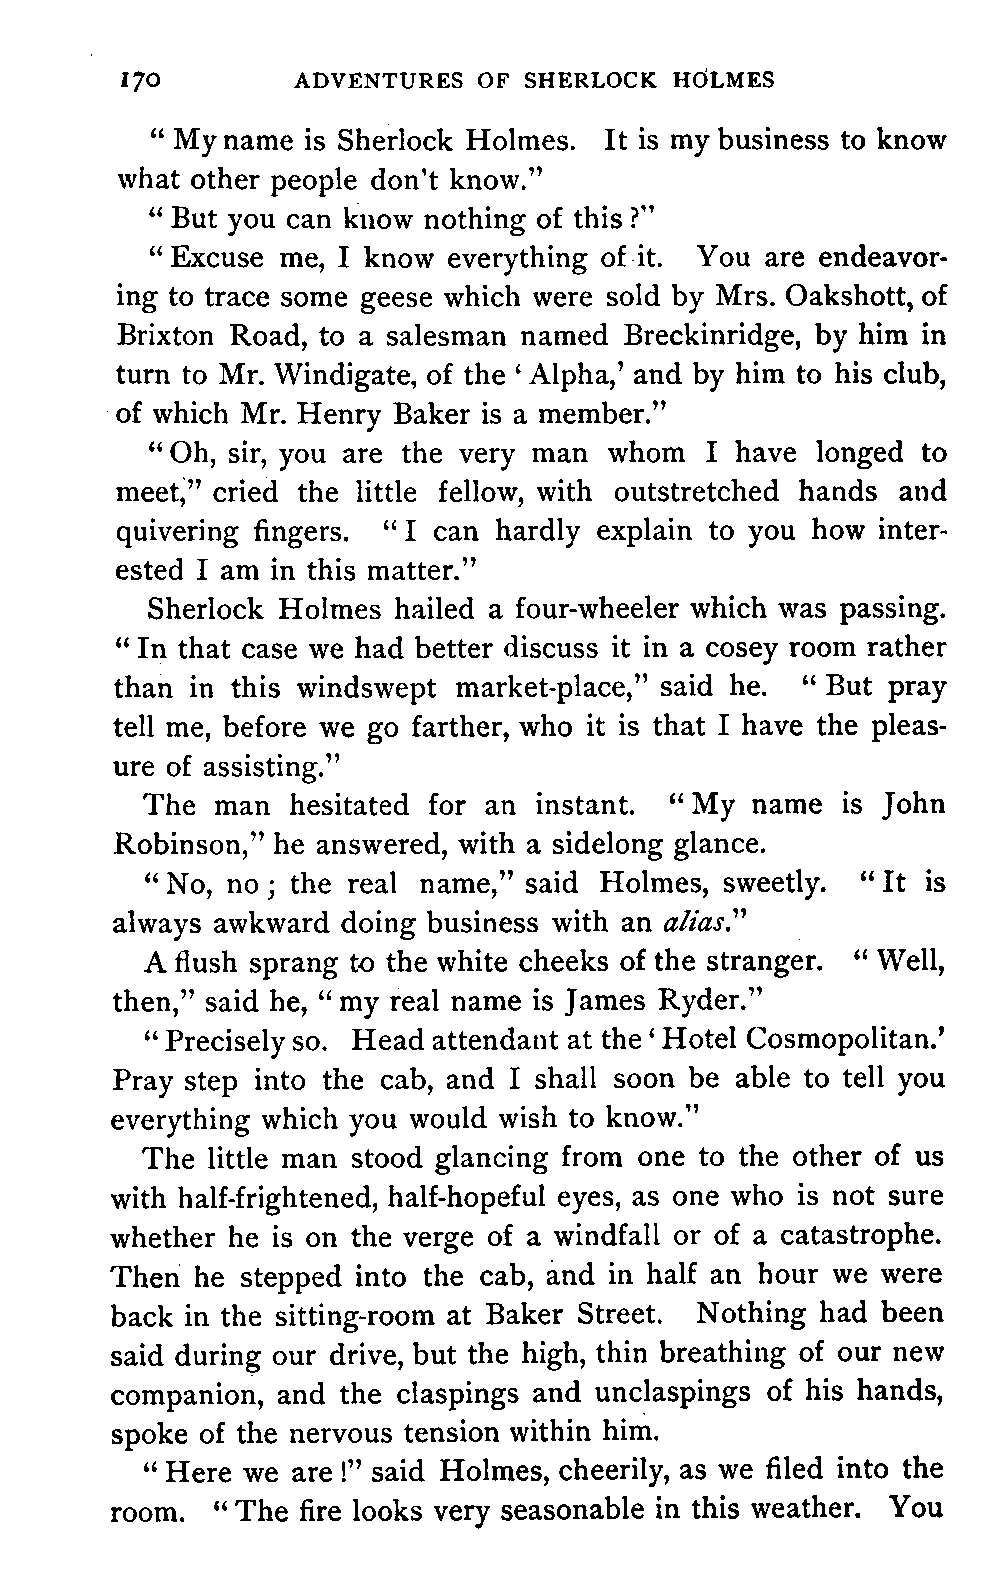 170 ADVENTURES OF SHERLOCK HOLMES
“ My name is Sherlock Holmes. It is my business to know
what other people don't know.”
“ But you can know nothing of this ?”
“ Excuse me, I know everything of it. You are endeavor-
ing to trace some geese which were sold by Mrs. Oakshott, of
Brixton Road, to a salesman named Breckinridge, by him in
turn to Mr. Windigate, of the ‘ Alpha,’ and by him to his club,
of which Mr. Henry Baker is a member.”
“ Oh, sir, you are the very man whom I have longed to
meet,” cried the little fellow, with outstretched hands and
quivering fingers. “ I can hardly explain to you how inter-
ested I am in this matter.”
Sherlock Holmes hailed a four-wheeler which was passing.
“ In that case we had better discuss it in a cosey room rather
than in this windswept market-place,” said he. “ But pray
tell me, before we go farther, who it is that I have the pleas-
ure of assisting.”
The man hesitated for an instant. “ My name is John
Robinson,” he answered, with a sidelong glance.
“ No, no ; the real name,” said Holmes, sweetly. “ It is
always awkward doing business with an alias.”
A flush sprang to the white cheeks of the stranger. “ Well,
then,” said he, “ my real name is James Ryder.”
“ Precisely so. Head attendant at the ‘ Hotel Cosmopolitan.’
Pray step into the cab, and I shall soon be able to tell you
everything which you would wish to know.”
The little man stood glancing from one to the other of us
with half-frightened, half-hopeful eyes, as one who is not sure
whether he is on the verge of a windfall or of a catastrophe.
Then he stepped into the cab, and in half an hour we were
back in the sitting-room at Baker Street. Nothing had been
said during our drive, but the high, thin breathing of our new
companion, and the claspings and unclaspings of his hands,
spoke of the nervous tension within him.
“ Here we are !” said Holmes, cheerily, as we filed into the
room. “ The fire looks very seasonable in this weather. You